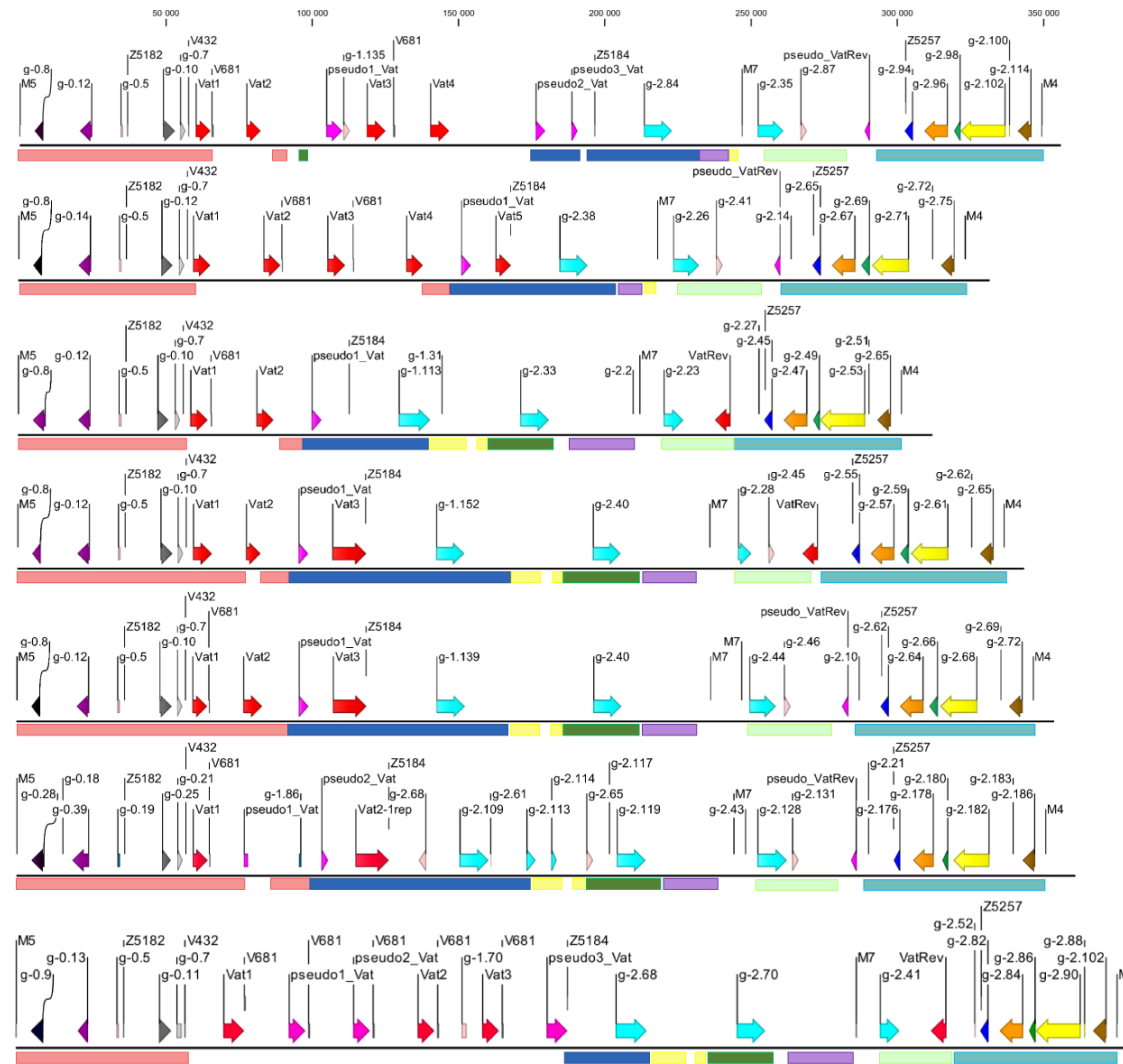 50 000 100 000 150 000 200 000 250 000 300 000 350 000
V432 V681 Z5257 g-2.100
Z5182 g-0.7 g-1.135 Z5184 pseudo_VatRev g-2.98
g-0.8 g-0.10 V681 pseudo1_Vat pseudo3_Vat g-2.87 g-2.94 g-2.114
M5 g-0.12 g-0.5 Vat1 Vat2 Vat3 Vat4 pseudo2_Vat g-2.84 M7 g-2.35 g-2.96 g-2.102 M4
V432
Z5182 g-0.7 Z5184 pseudo_VatRev Z5257
g-0.8 g-0.12 V681 V681 pseudo1_Vat M7 g-2.41 g-2.65 g-2.69 g-2.72
M5 g-0.14 g-0.5 Vat1 Vat2 Vat3 Vat4 Vat5 g-2.38 g-2.26 g-2.14 g-2.67 g-2.71 g-2.75 M4
Z5257
V432 g-2.27
Z5182 g-0.7 Z5184 g-2.45 g-2.51
M5 g-0.12 g-0.10 V681 pseudo1_Vat g-1.31 g-2.2 M7 VatRev g-2.49 g-2.65
g-0.8 g-0.5 Vat1 Vat2 g-1.113 g-2.33 g-2.23 g-2.47 g-2.53 M4
V432 Z5257
Z5182 g-0.7 Z5184 g-2.45 g-2.55 g-2.62
g-0.8 g-0.10 pseudo1_Vat g-2.28 g-2.59 g-2.65
M5 g-0.12 g-0.5 Vat1 Vat2 Vat3 g-1.152 g-2.40 M7 VatRev g-2.57 g-2.61 M4
V432
V681 pseudo_VatRev Z5257
Z5182 g-0.7 Z5184 g-2.62 g-2.69
g-0.8 g-0.10 pseudo1_Vat M7 g-2.46 g-2.66 g-2.72
M5 g-0.12 g-0.5 Vat1 Vat2 Vat3 g-1.139 g-2.40 M7 g-2.44 g-2.10 g-2.64 g-2.68 M4
V432 Z5257
V681 Z5184 g-2.117 g-2.21
M5 g-0.18 Z5182 g-0.21 pseudo2_Vat g-2.114 pseudo_VatRev g-2.180 g-2.183
g-0.28 g-0.25 g-1.86 g-2.68 g-2.61 g-2.65 M7 g-2.131 g-2.178 g-2.186
g-0.39 g-0.19 Vat1 pseudo1_Vat Vat2-1rep g-2.109 g-2.113 g-2.119 g-2.43 g-2.128 g-2.176 g-2.182 M4
Z5257
g-2.52
M5 Z5182 V432 V681 V681 V681 V681 Z5184 g-2.82 g-2.88
g-0.13 g-0.7 V681 pseudo2_Vat g-1.70 M7 VatRev g-2.86 g-2.102
g-0.9 g-0.5 g-0.11 Vat1 pseudo1_Vat Vat2 Vat3 pseudo3_Vat g-2.68 g-2.70 g-2.41 g-2.84 g-2.90